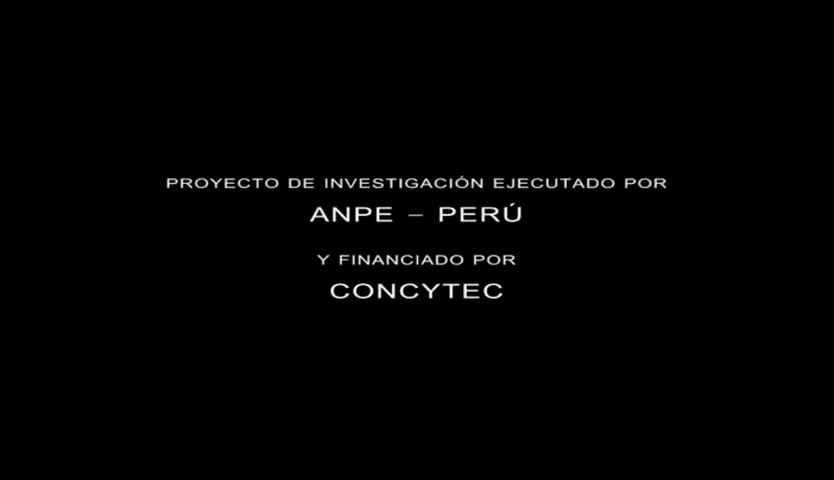 PROYECTO DE INVESTIGACIÓN EJECUTADO POR
ANPE – PERÚ
Y FINANCIADO POR
CONCYTEC